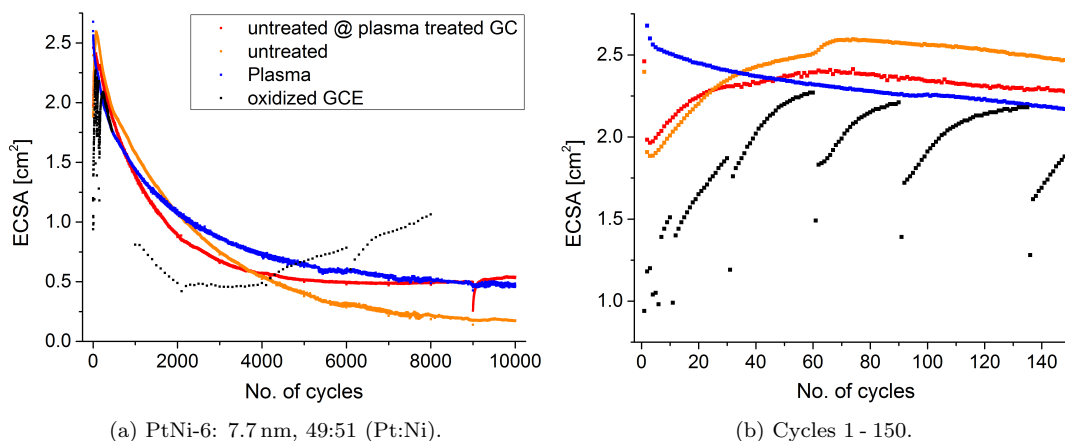 untreated @ plasma treated GC
untreated
Plasma
oxidized GCE
ECSA [cm²]
2.5
2.0
1.5
1.0
0.5
0.0
0 2000 4000 6000 8000 10000
No. of cycles
(a) PtNi-6: 7.7 nm, 49:51 (Pt:Ni).
ECSA [cm²]
2.5
2.0
1.5
1.0
0 20 40 60 80 100 120 140
No. of cycles
(b) Cycles 1 - 150.